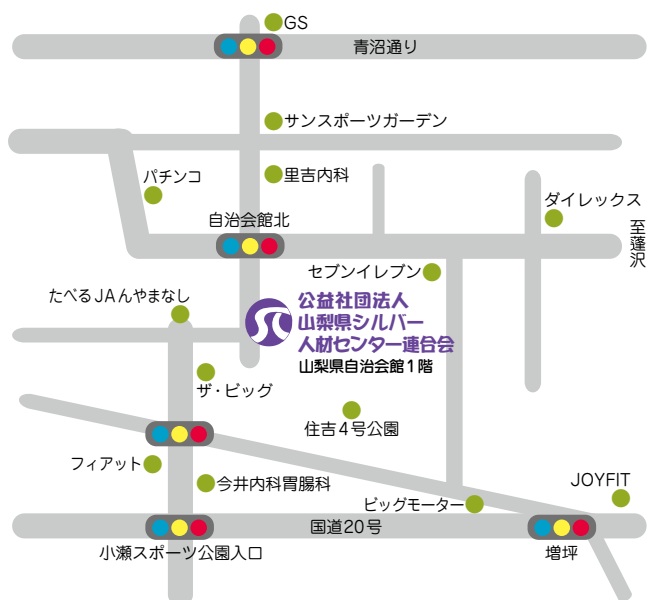 GS
青沼通り
サンスポーツガーデン
パチンコ
里吉内科
自治会館北
ダイレックス
至蓬沢
セブンイレブン
たべるJAんやまなし
公益社団法人
山梨県シルバー
人材センター連合会
山梨県自治会館1階
ザ・ビッグ
住吉4号公園
フィアット
今井内科胃腸科
ビッグモーター
JOYFIT
国道20号
小瀬スポーツ公園入口
増坪